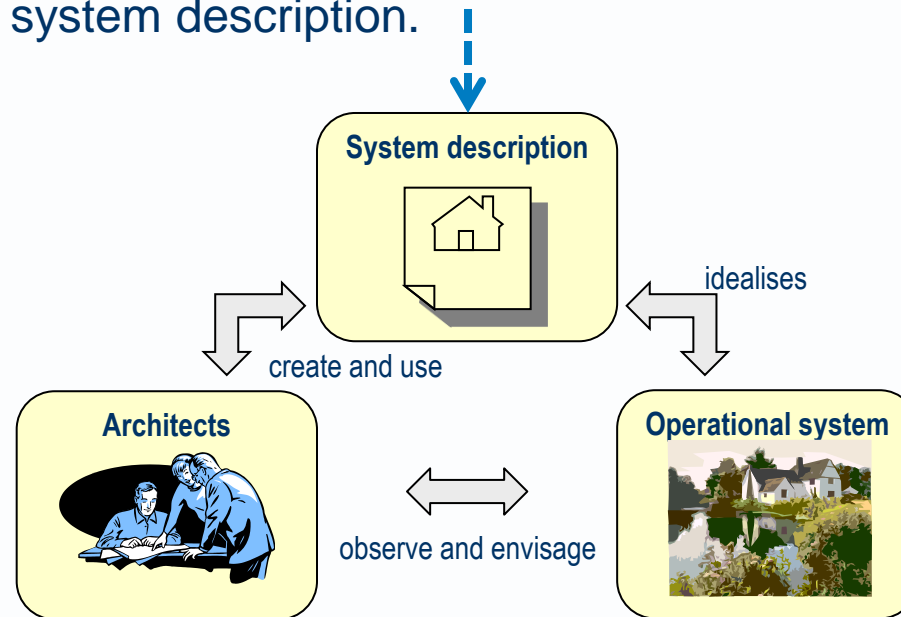 system description.
System description
idealises
create and use
Architects
Operational system
observe and envisage